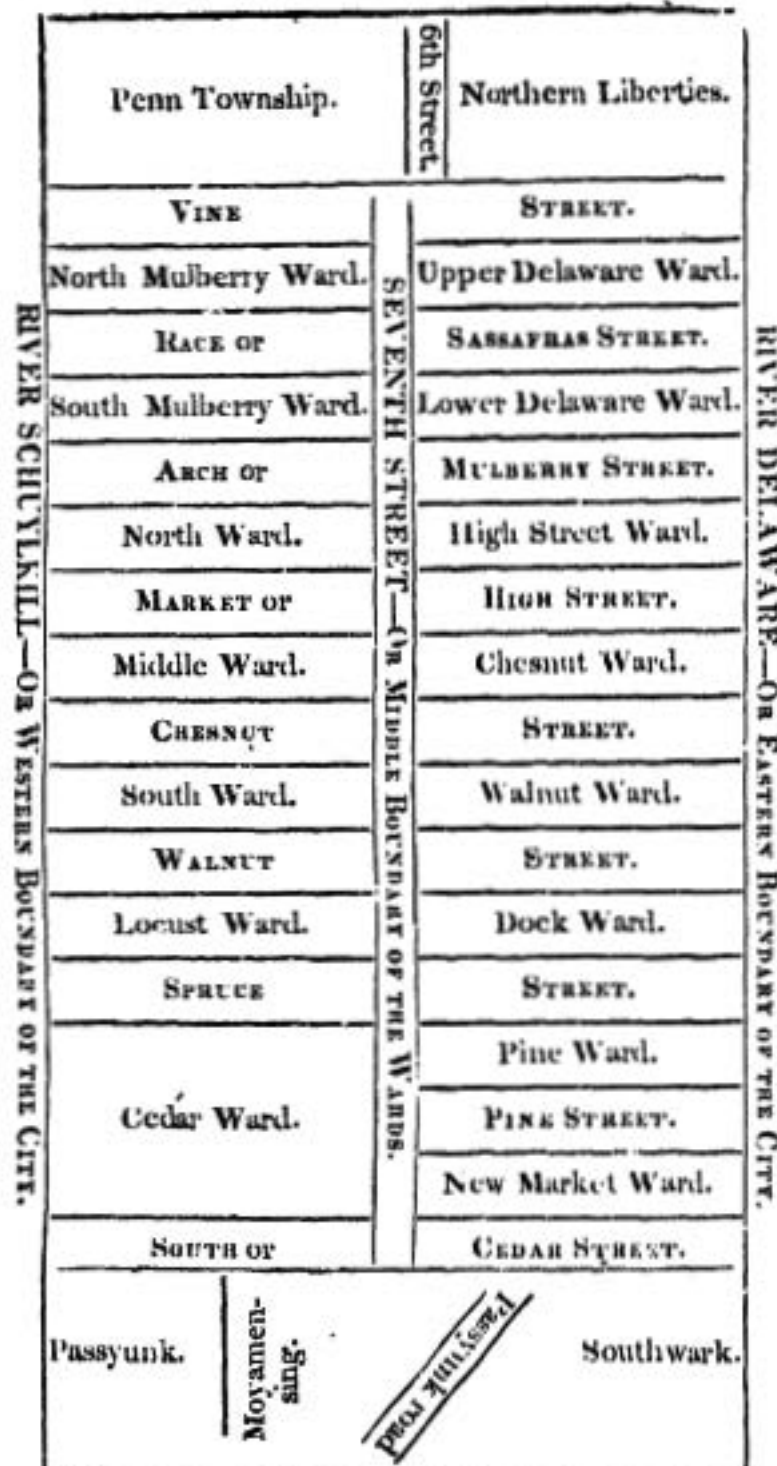 Penn Township.
6th Street.
Northern Liberties.
VINE STREET.
North Mulberry Ward. Upper Delaware Ward.
RACE or SASSAFRAS STREET.
South Mulberry Ward. Lower Delaware Ward.
ARCH or MULBERRY STREET.
North Ward. High Street Ward.
MARKET or HIGH STREET.
Middle Ward. Chesnut Ward.
CHESNUT STREET.
South Ward. Walnut Ward.
WALNUT STREET.
Locust Ward. Dock Ward.
SPRUCE STREET.
Pine Ward.
Cedar Ward. PINE STREET.
New Market Ward.
SOUTH or CEDAR STREET.
RIVER SCHUYLKILL—OR WESTERN BOUNDARY OF THE CITY.
SEVENTH STREET—OR MIDDLE BOUNDARY OF THE WARDS.
RIVER DELAWARE—OR EASTERN BOUNDARY OF THE CITY.
Passyunk.
Moyamen-
sing.
Passyunk road
Southwark.